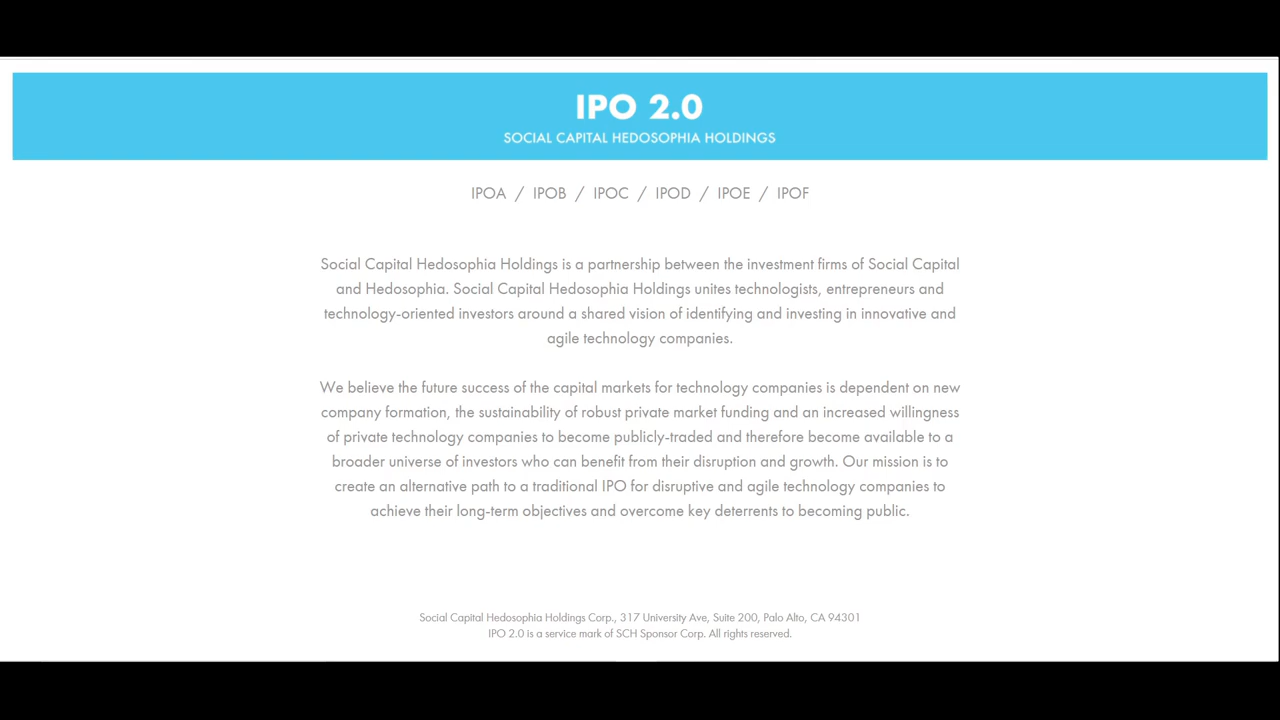 IPO 2.0
SOCIAL CAPITAL HEDOSOPHIA HOLDINGS
IPOA / IPOB / IPOC / IPOD / IPOE / IPOF
Social Capital Hedosophia Holdings is a partnership between the investment firms of Social Capital
and Hedosophia. Social Capital Hedosophia Holdings unites technologists, entrepreneurs and
technology-oriented investors around a shared vision of identifying and investing in innovative and
agile technology companies.
We believe the future success of the capital markets for technology companies is dependent on new
company formation, the sustainability of robust private market funding and an increased willingness
of private technology companies to become publicly-traded and therefore become available to a
broader universe of investors who can benefit from their disruption and growth. Our mission is to
create an alternative path to a traditional IPO for disruptive and agile technology companies to
achieve their long-term objectives and overcome key deterrents to becoming public.
Social Capital Hedosophia Holdings Corp., 317 University Ave, Suite 200, Palo Alto, CA 94301
IPO 2.0 is a service mark of SCH Sponsor Corp. All rights reserved.